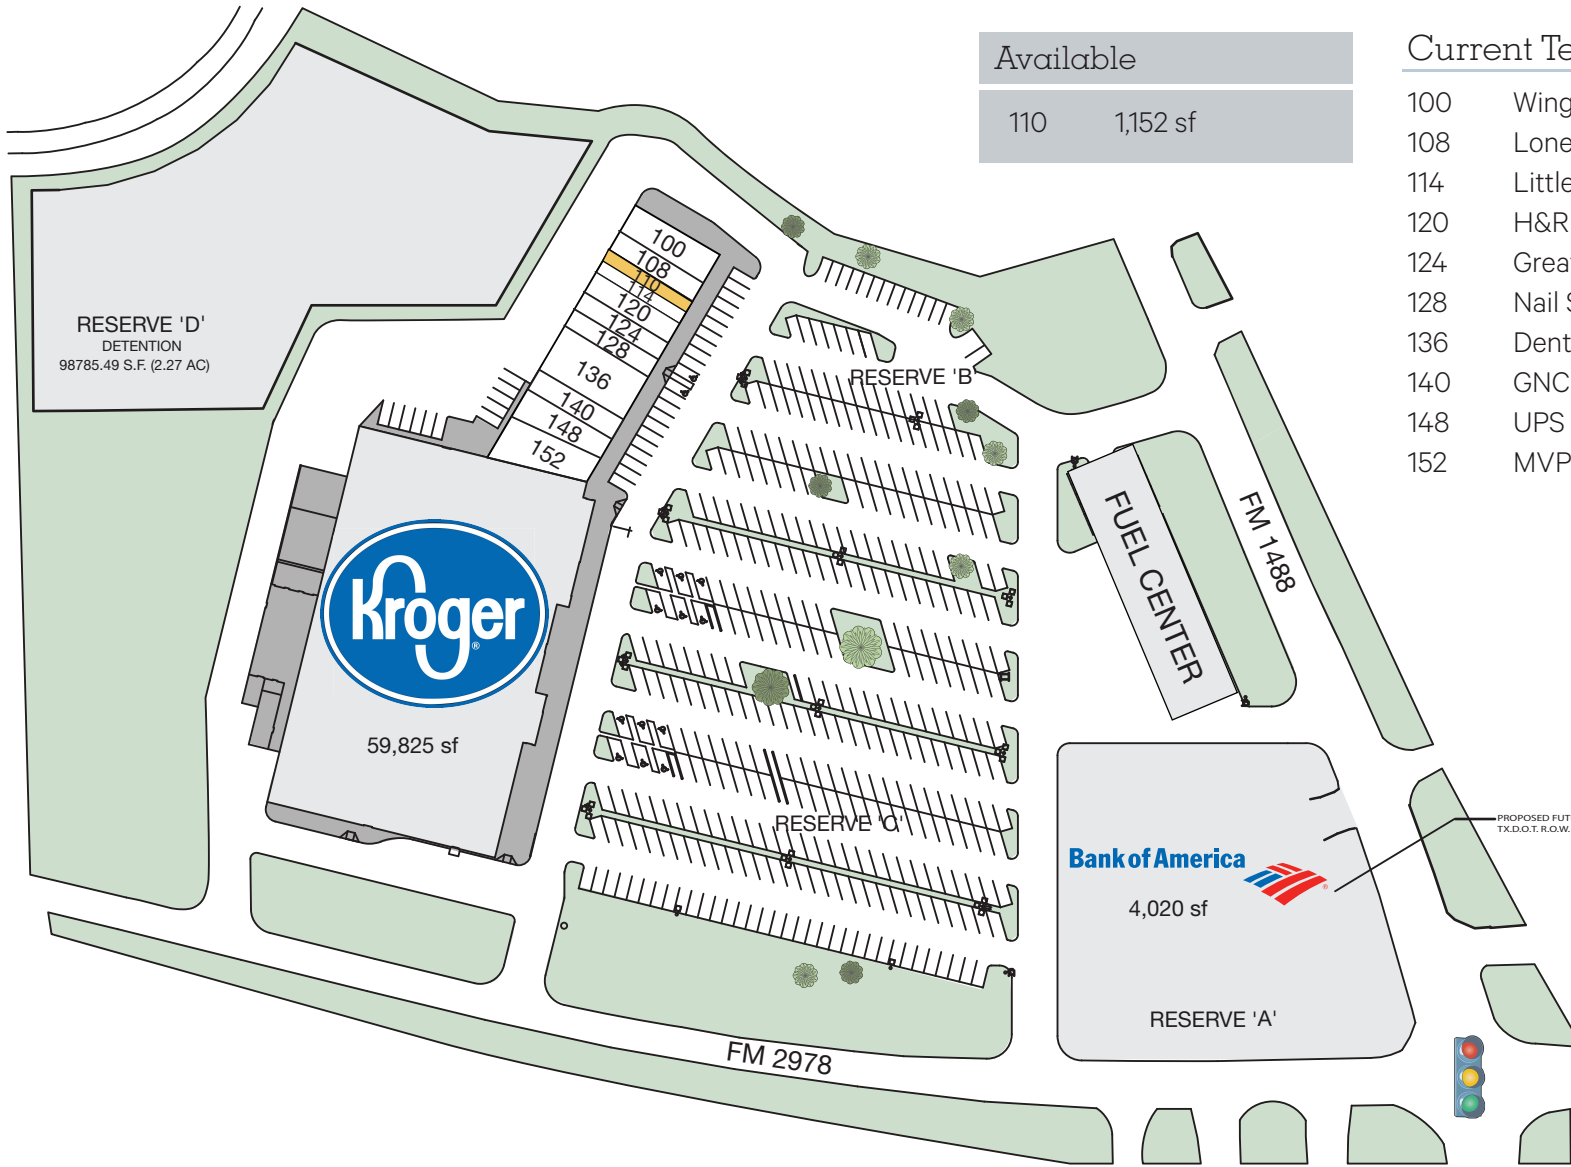 Available
110 1,152 sf
Current Te
100 Wing
108 Lone
114 Little
120 H&R
124 Grea
128 Nail S
136 Dent
140 GNC
148 UPS
152 MVP
RESERVE 'D'
DETENTION
98785.49 S.F. (2.27 AC)
100
108
110
114
120
124
128
136
140
148
152
RESERVE 'B'
FUEL CENTER
FM 1488
Kroger
®
59,825 sf
RESERVE 'C'
PROPOSED FUT
TX.D.O.T. R.O.W.
Bank of America
®
4,020 sf
RESERVE 'A'
FM 2978